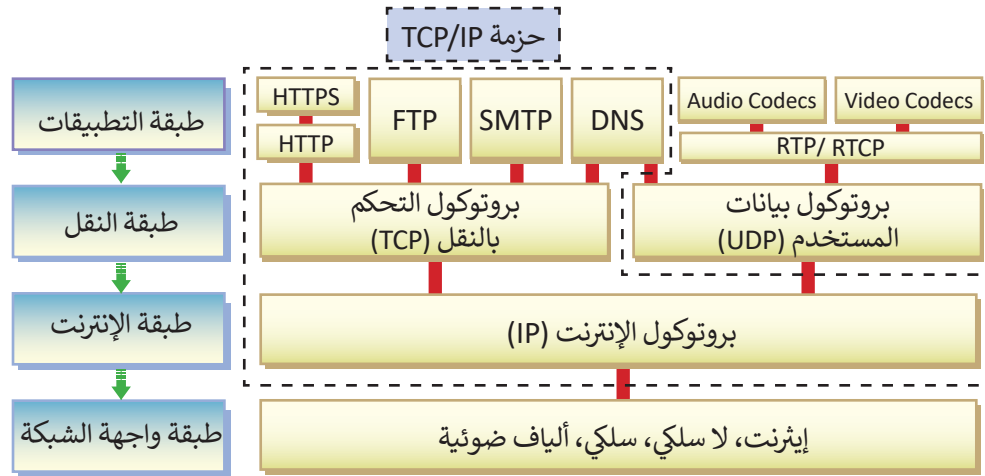 حزمة TCP/IP
طبقة التطبيقات
HTTPS
HTTP
FTP
SMTP
DNS
Audio Codecs
Video Codecs
RTP/ RTCP
طبقة النقل
بروتوكول التحكم
بالنقل (TCP)
بروتوكول بيانات
المستخدم (UDP)
طبقة الإنترنت
بروتوكول الإنترنت (IP)
طبقة واجهة الشبكة
إيثرنت، لا سلكي، سلكي، ألياف ضوئية